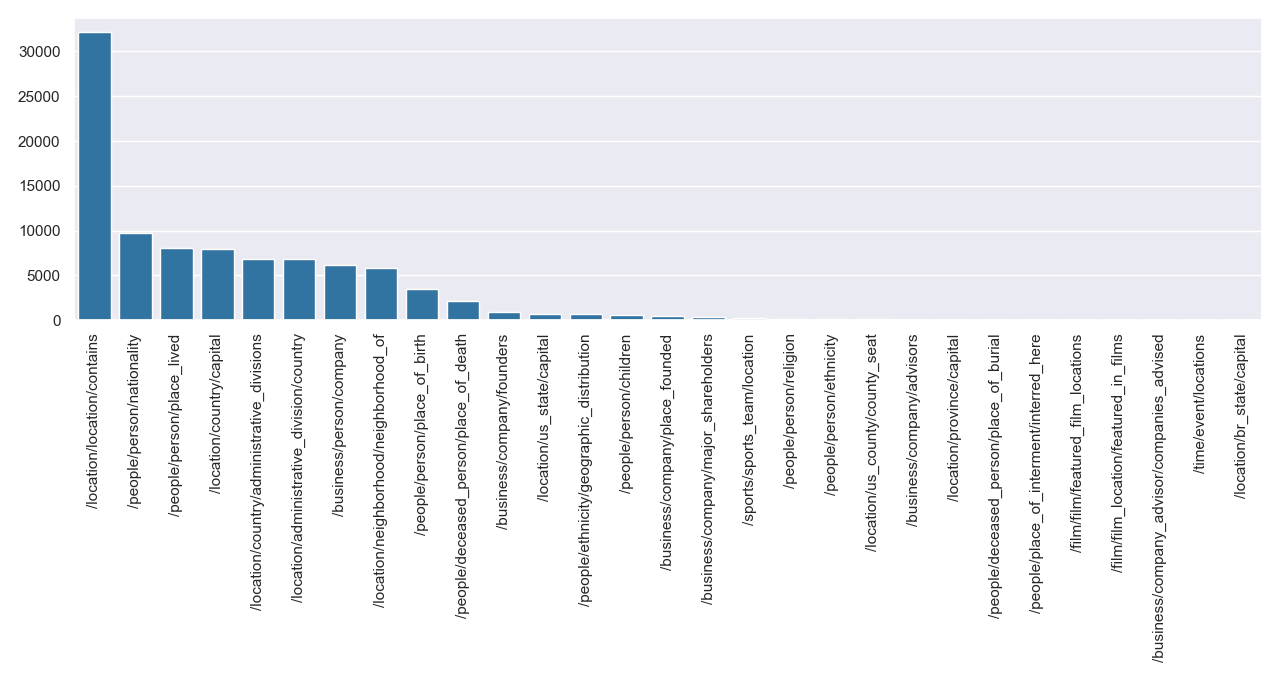 30000
25000
20000
15000
10000
5000
0
/location/location/contains
/people/person/nationality
/people/person/place_lived
/location/country/capital
/location/country/administrative_divisions
/location/administrative_division/country
/business/person/company
/location/neighborhood/neighborhood_of
/people/person/place_of_birth
/people/deceased_person/place_of_death
/business/company/founders
/location/us_state/capital
/people/ethnicity/geographic_distribution
/people/person/children
/business/company/place_founded
/business/company/major_shareholders
/sports/sports_team/location
/people/person/religion
/people/person/ethnicity
/location/us_county/county_seat
/business/company/advisors
/location/province/capital
/people/deceased_person/place_of_burial
/people/place_of_interment/interred_here
/film/film/featured_film_locations
/film/film_location/featured_in_films
/business/company_advisor/companies_advised
/time/event/locations
/location/br_state/capital